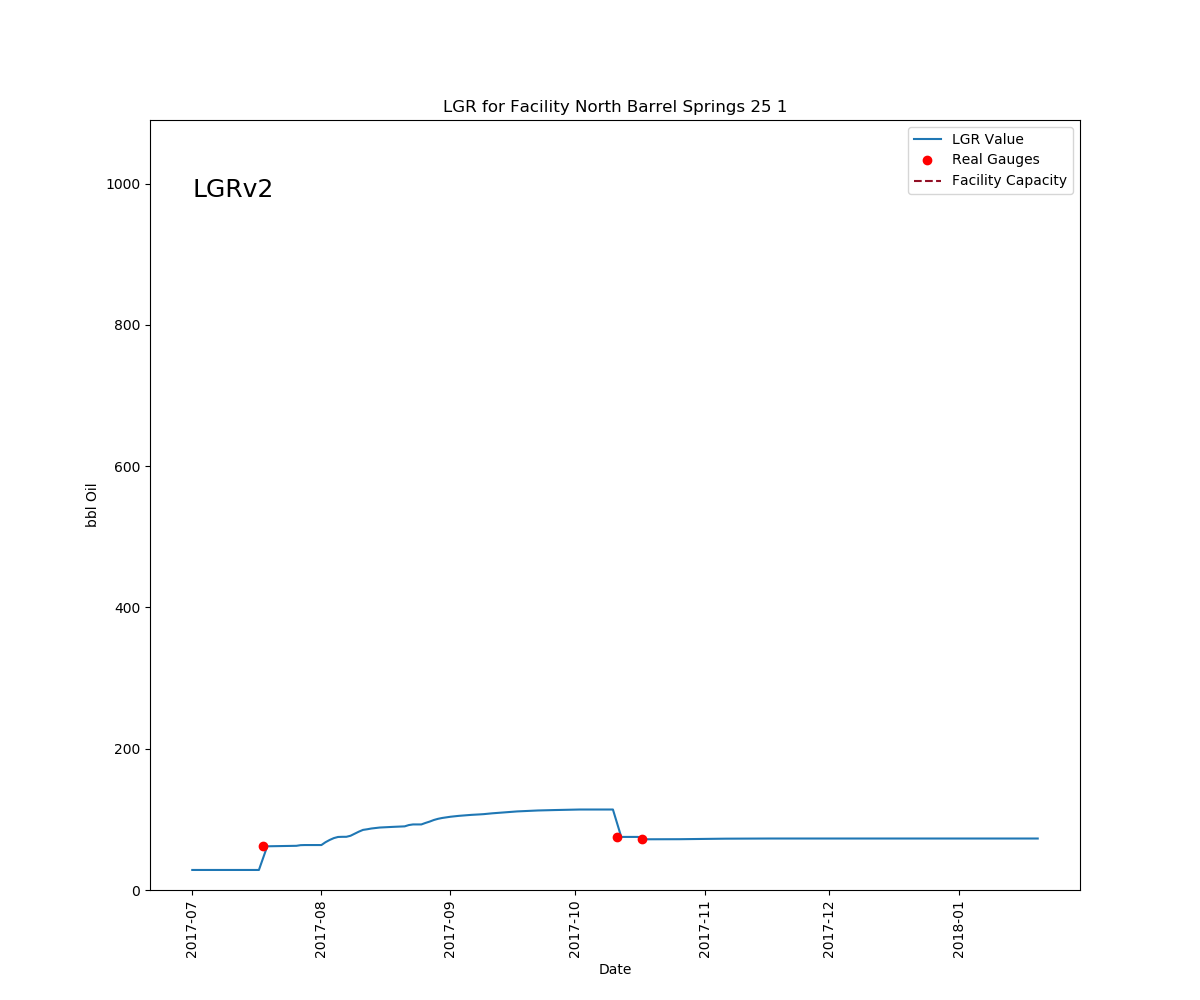 LGR for Facility North Barrel Springs 25 1
LGRv2
LGR Value
Real Gauges
Facility Capacity
1000
800
600
400
200
0
bbl Oil
2017-07
2017-08
2017-09
2017-10
2017-11
2017-12
2018-01
Date